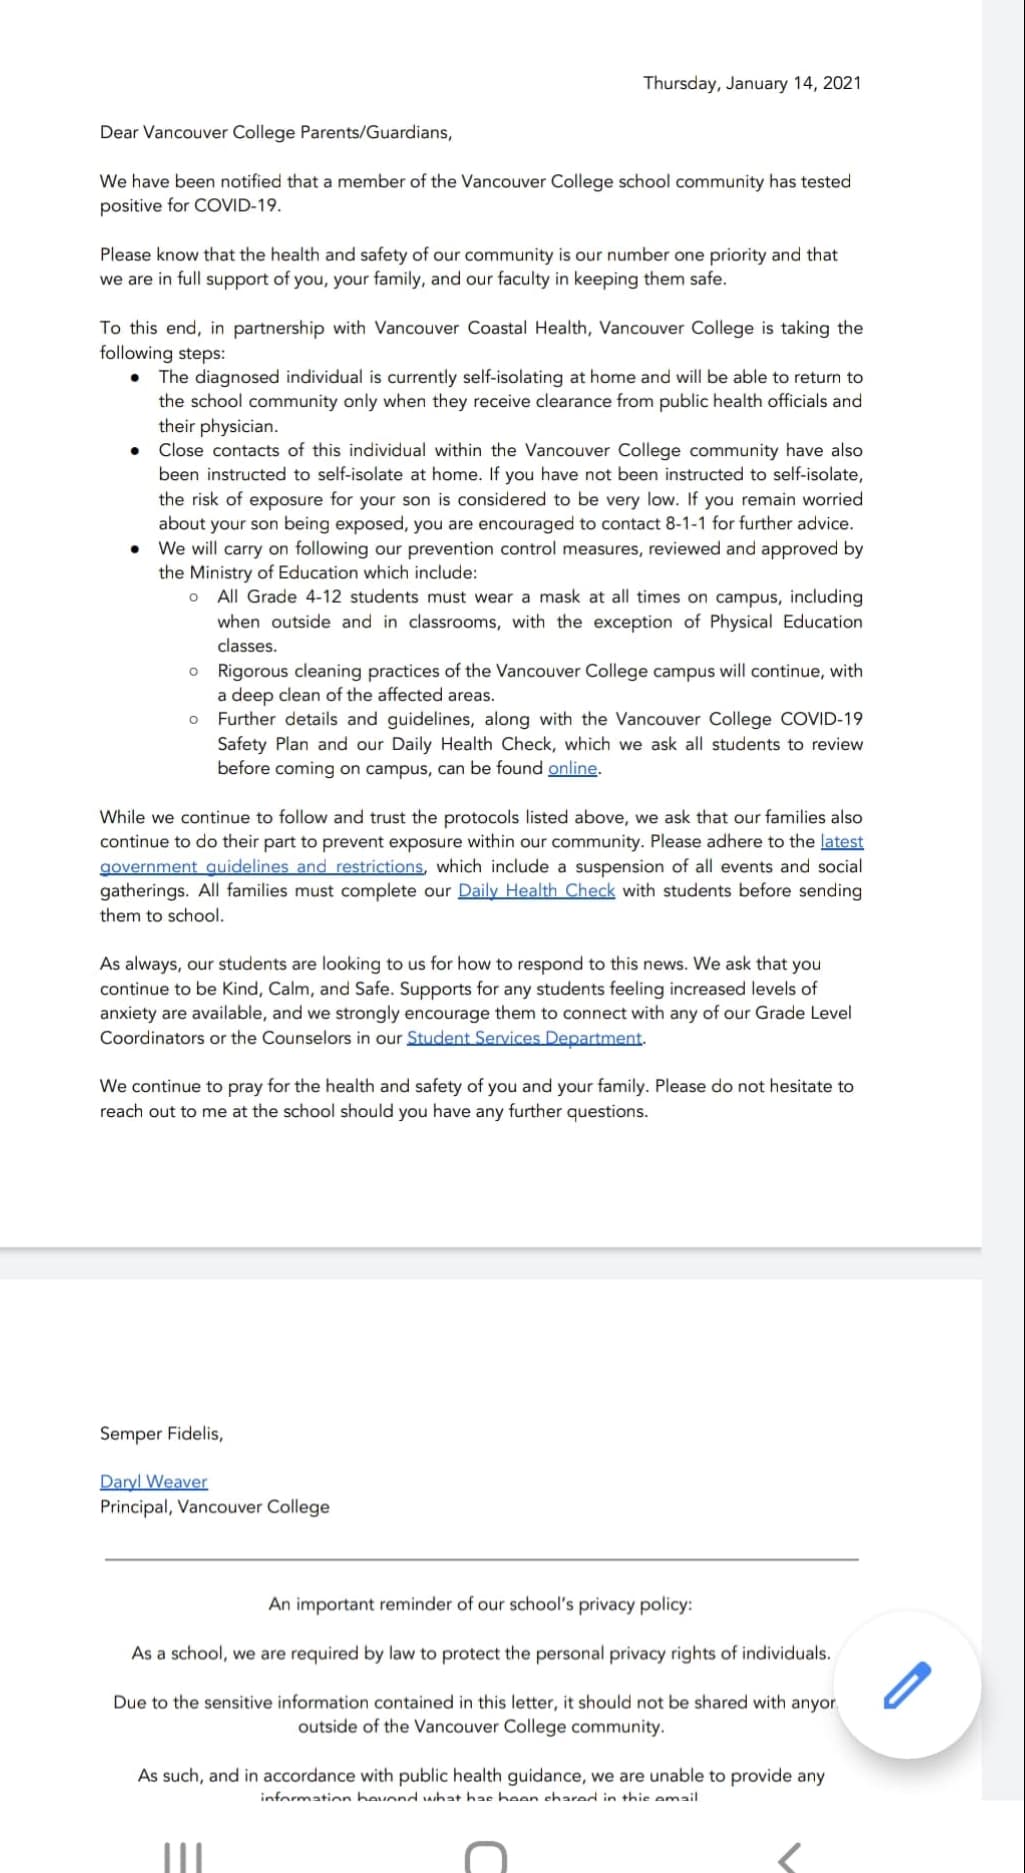 Thursday, January 14, 2021
Dear Vancouver College Parents/Guardians,
We have been notified that a member of the Vancouver College school community has tested
positive for COVID-19.
Please know that the health and safety of our community is our number one priority and that
we are in full support of you, your family, and our faculty in keeping them safe.
To this end, in partnership with Vancouver Coastal Health, Vancouver College is taking the
following steps:
● The diagnosed individual is currently self-isolating at home and will be able to return to
the school community only when they receive clearance from public health officials and
their physician.
● Close contacts of this individual within the Vancouver College community have also
been instructed to self-isolate at home. If you have not been instructed to self-isolate,
the risk of exposure for your son is considered to be very low. If you remain worried
about your son being exposed, you are encouraged to contact 8-1-1 for further advice.
● We will carry on following our prevention control measures, reviewed and approved by
the Ministry of Education which include:
○ All Grade 4-12 students must wear a mask at all times on campus, including
when outside and in classrooms, with the exception of Physical Education
classes.
○ Rigorous cleaning practices of the Vancouver College campus will continue, with
a deep clean of the affected areas.
○ Further details and guidelines, along with the Vancouver College COVID-19
Safety Plan and our Daily Health Check, which we ask all students to review
before coming on campus, can be found online.
While we continue to follow and trust the protocols listed above, we ask that our families also
continue to do their part to prevent exposure within our community. Please adhere to the latest
government guidelines and restrictions, which include a suspension of all events and social
gatherings. All families must complete our Daily Health Check with students before sending
them to school.
As always, our students are looking to us for how to respond to this news. We ask that you
continue to be Kind, Calm, and Safe. Supports for any students feeling increased levels of
anxiety are available, and we strongly encourage them to connect with any of our Grade Level
Coordinators or the Counselors in our Student Services Department.
We continue to pray for the health and safety of you and your family. Please do not hesitate to
reach out to me at the school should you have any further questions.
Semper Fidelis,
Daryl Weaver
Principal, Vancouver College
An important reminder of our school's privacy policy:
As a school, we are required by law to protect the personal privacy rights of individuals.
Due to the sensitive information contained in this letter, it should not be shared with anyon
outside of the Vancouver College community.
As such, and in accordance with public health guidance, we are unable to provide any
information beyond what has been shared in this email